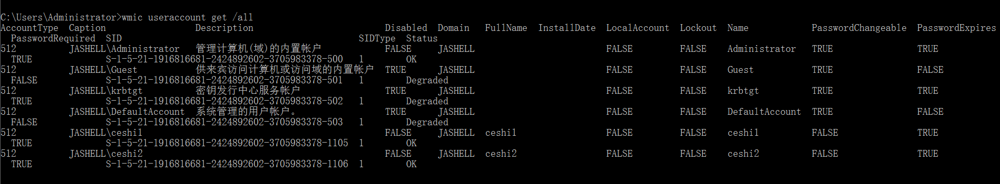 C:\Users\Administrator>wmic useraccount get /all
AccountType  Caption                 Description                         Disabled  Domain   FullName  InstallDate  LocalAccount  Lockout  Name            PasswordChangeable  PasswordExpires
  PasswordRequired  SID                                             SIDType  Status
512          JASHELL\Administrator   管理计算机(域)的内置帐户            FALSE     JASHELL                          FALSE         FALSE    Administrator   TRUE                TRUE
  TRUE              S-1-5-21-1916816681-2424892602-3705983378-500   1        OK
512          JASHELL\Guest           供来宾访问计算机或访问域的内置帐户  TRUE      JASHELL                          FALSE         FALSE    Guest           TRUE                FALSE
  FALSE             S-1-5-21-1916816681-2424892602-3705983378-501   1        Degraded
512          JASHELL\krbtgt          密钥发行中心服务帐户                TRUE      JASHELL                          FALSE         FALSE    krbtgt          TRUE                TRUE
  TRUE              S-1-5-21-1916816681-2424892602-3705983378-502   1        Degraded
512          JASHELL\DefaultAccount  系统管理的用户帐户。                TRUE      JASHELL                          FALSE         FALSE    DefaultAccount  TRUE                FALSE
  FALSE             S-1-5-21-1916816681-2424892602-3705983378-503   1        Degraded
512          JASHELL\ceshi1                                              FALSE     JASHELL  ceshi1                  FALSE         FALSE    ceshi1          FALSE               TRUE
  TRUE              S-1-5-21-1916816681-2424892602-3705983378-1105  1        OK
512          JASHELL\ceshi2                                              FALSE     JASHELL  ceshi2                  FALSE         FALSE    ceshi2          FALSE               TRUE
  TRUE              S-1-5-21-1916816681-2424892602-3705983378-1106  1        OK